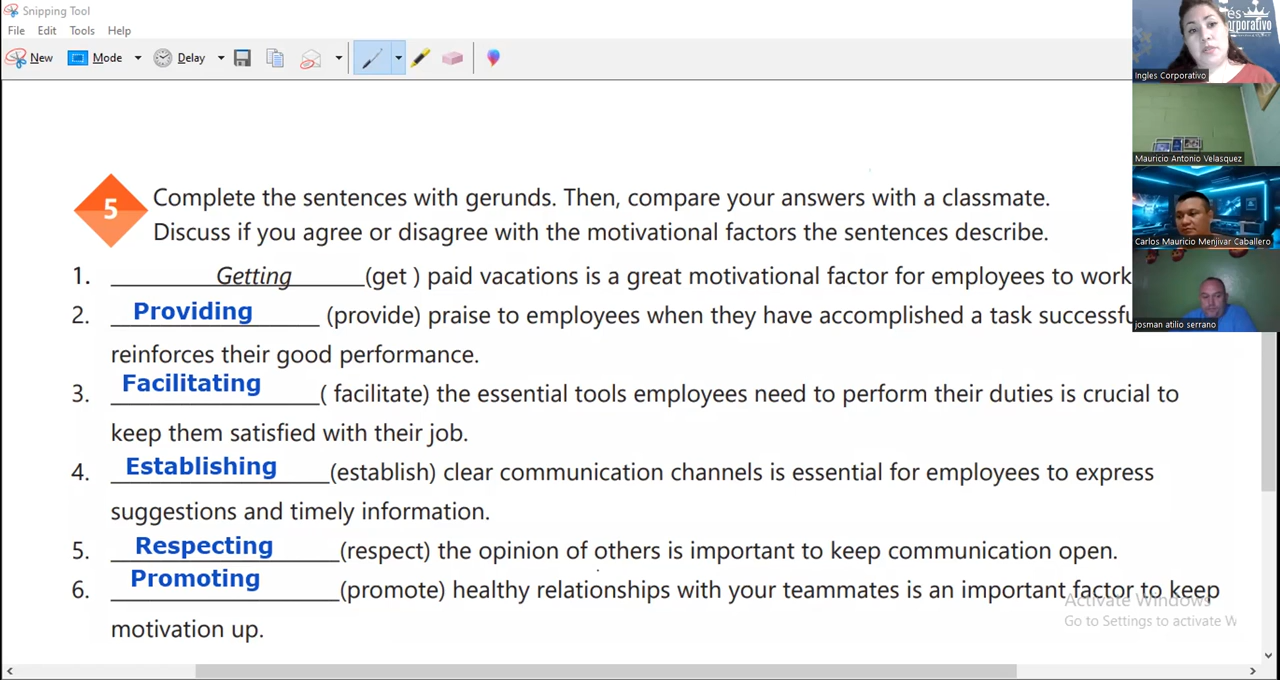 Snipping Tool
File Edit Tools Help
New Mode Delay
és
orporativo
Ingles Corporativo
Mauricio Antonio Velasquez
Carlos Mauricio Menjivar Caballero
josman atilio serrano
5 Complete the sentences with gerunds. Then, compare your answers with a classmate.
Discuss if you agree or disagree with the motivational factors the sentences describe.
1. Getting (get ) paid vacations is a great motivational factor for employees to work
2. Providing (provide) praise to employees when they have accomplished a task successfu
reinforces their good performance.
3. Facilitating ( facilitate) the essential tools employees need to perform their duties is crucial to
keep them satisfied with their job.
4. Establishing (establish) clear communication channels is essential for employees to express
suggestions and timely information.
5. Respecting (respect) the opinion of others is important to keep communication open.
6. Promoting (promote) healthy relationships with your teammates is an important factor to keep
motivation up.
Activate Windows
Go to Settings to activate W